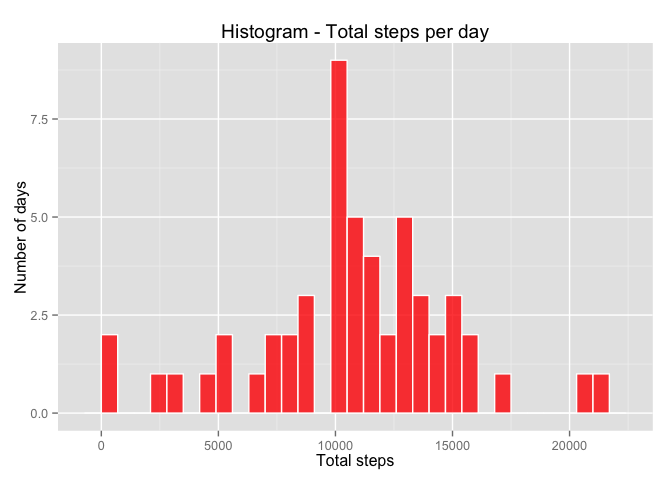 Histogram - Total steps per day
Number of days
7.5
5.0
2.5
0.0
0 5000 10000 15000 20000
Total steps